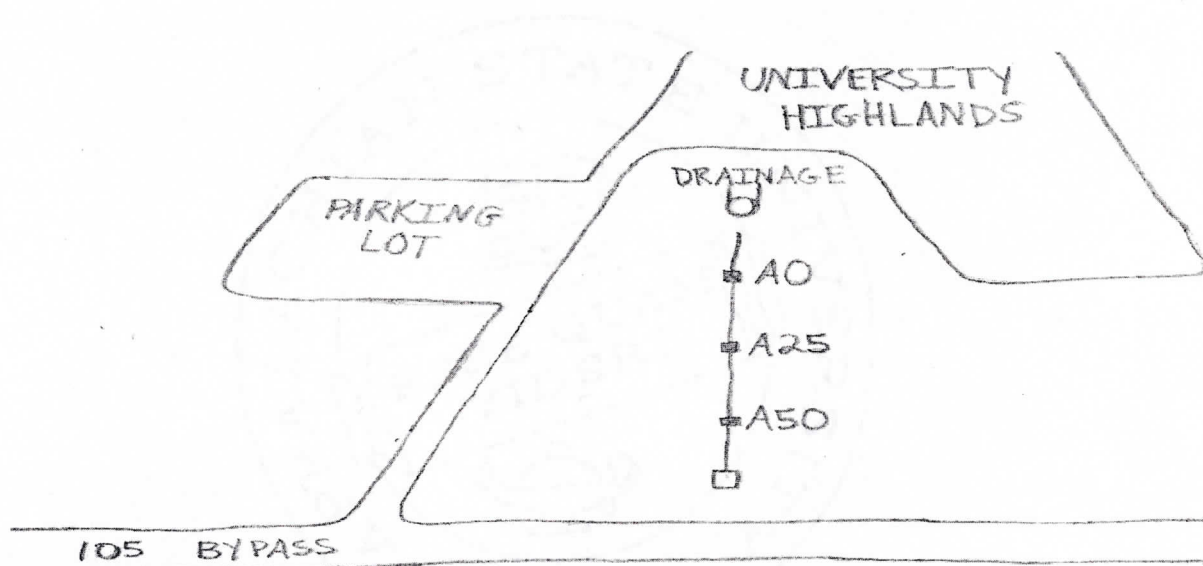 UNIVERSITY
HIGHLANDS
DRAINAGE
PARKING
LOT
A0
A25
A50
105 BYPASS